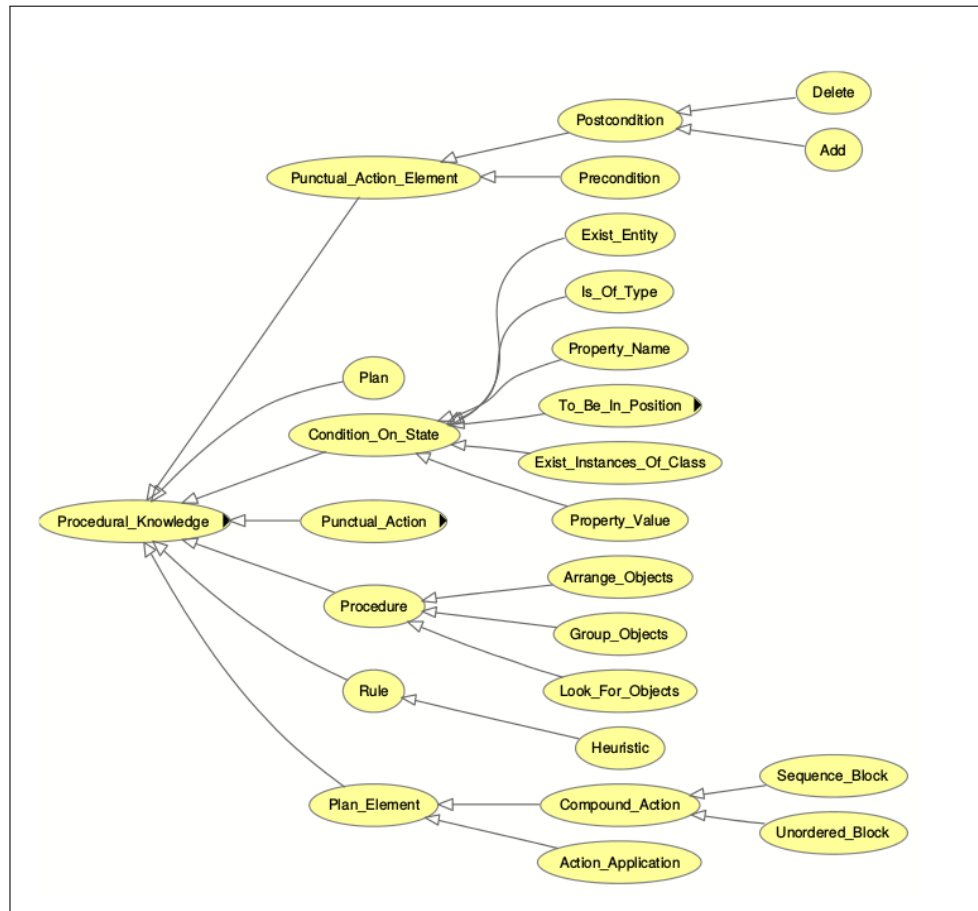 Delete
Postcondition
Add
Punctual_Action_Element
Precondition
Exist_Entity
Is_Of_Type
Property_Name
Plan
To_Be_In_Position
Condition_On_State
Exist_Instances_Of_Class
Procedural_Knowledge
Punctual_Action
Property_Value
Arrange_Objects
Procedure
Group_Objects
Rule
Look_For_Objects
Heuristic
Sequence_Block
Plan_Element
Compound_Action
Unordered_Block
Action_Application